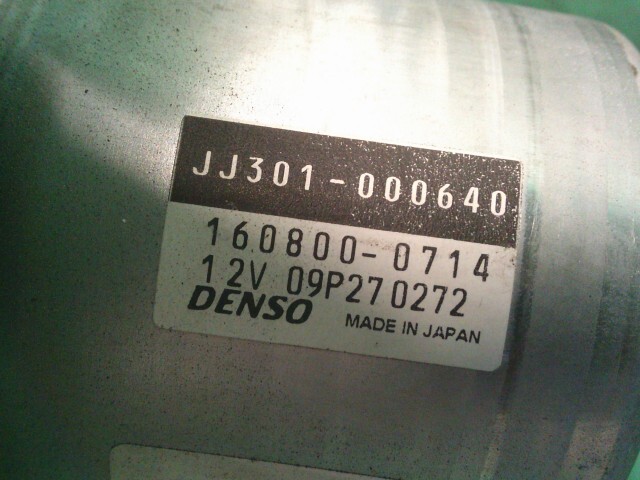 JJ301-000640
160800-0714
12V 09P270272
DENSO MADE IN JAPAN